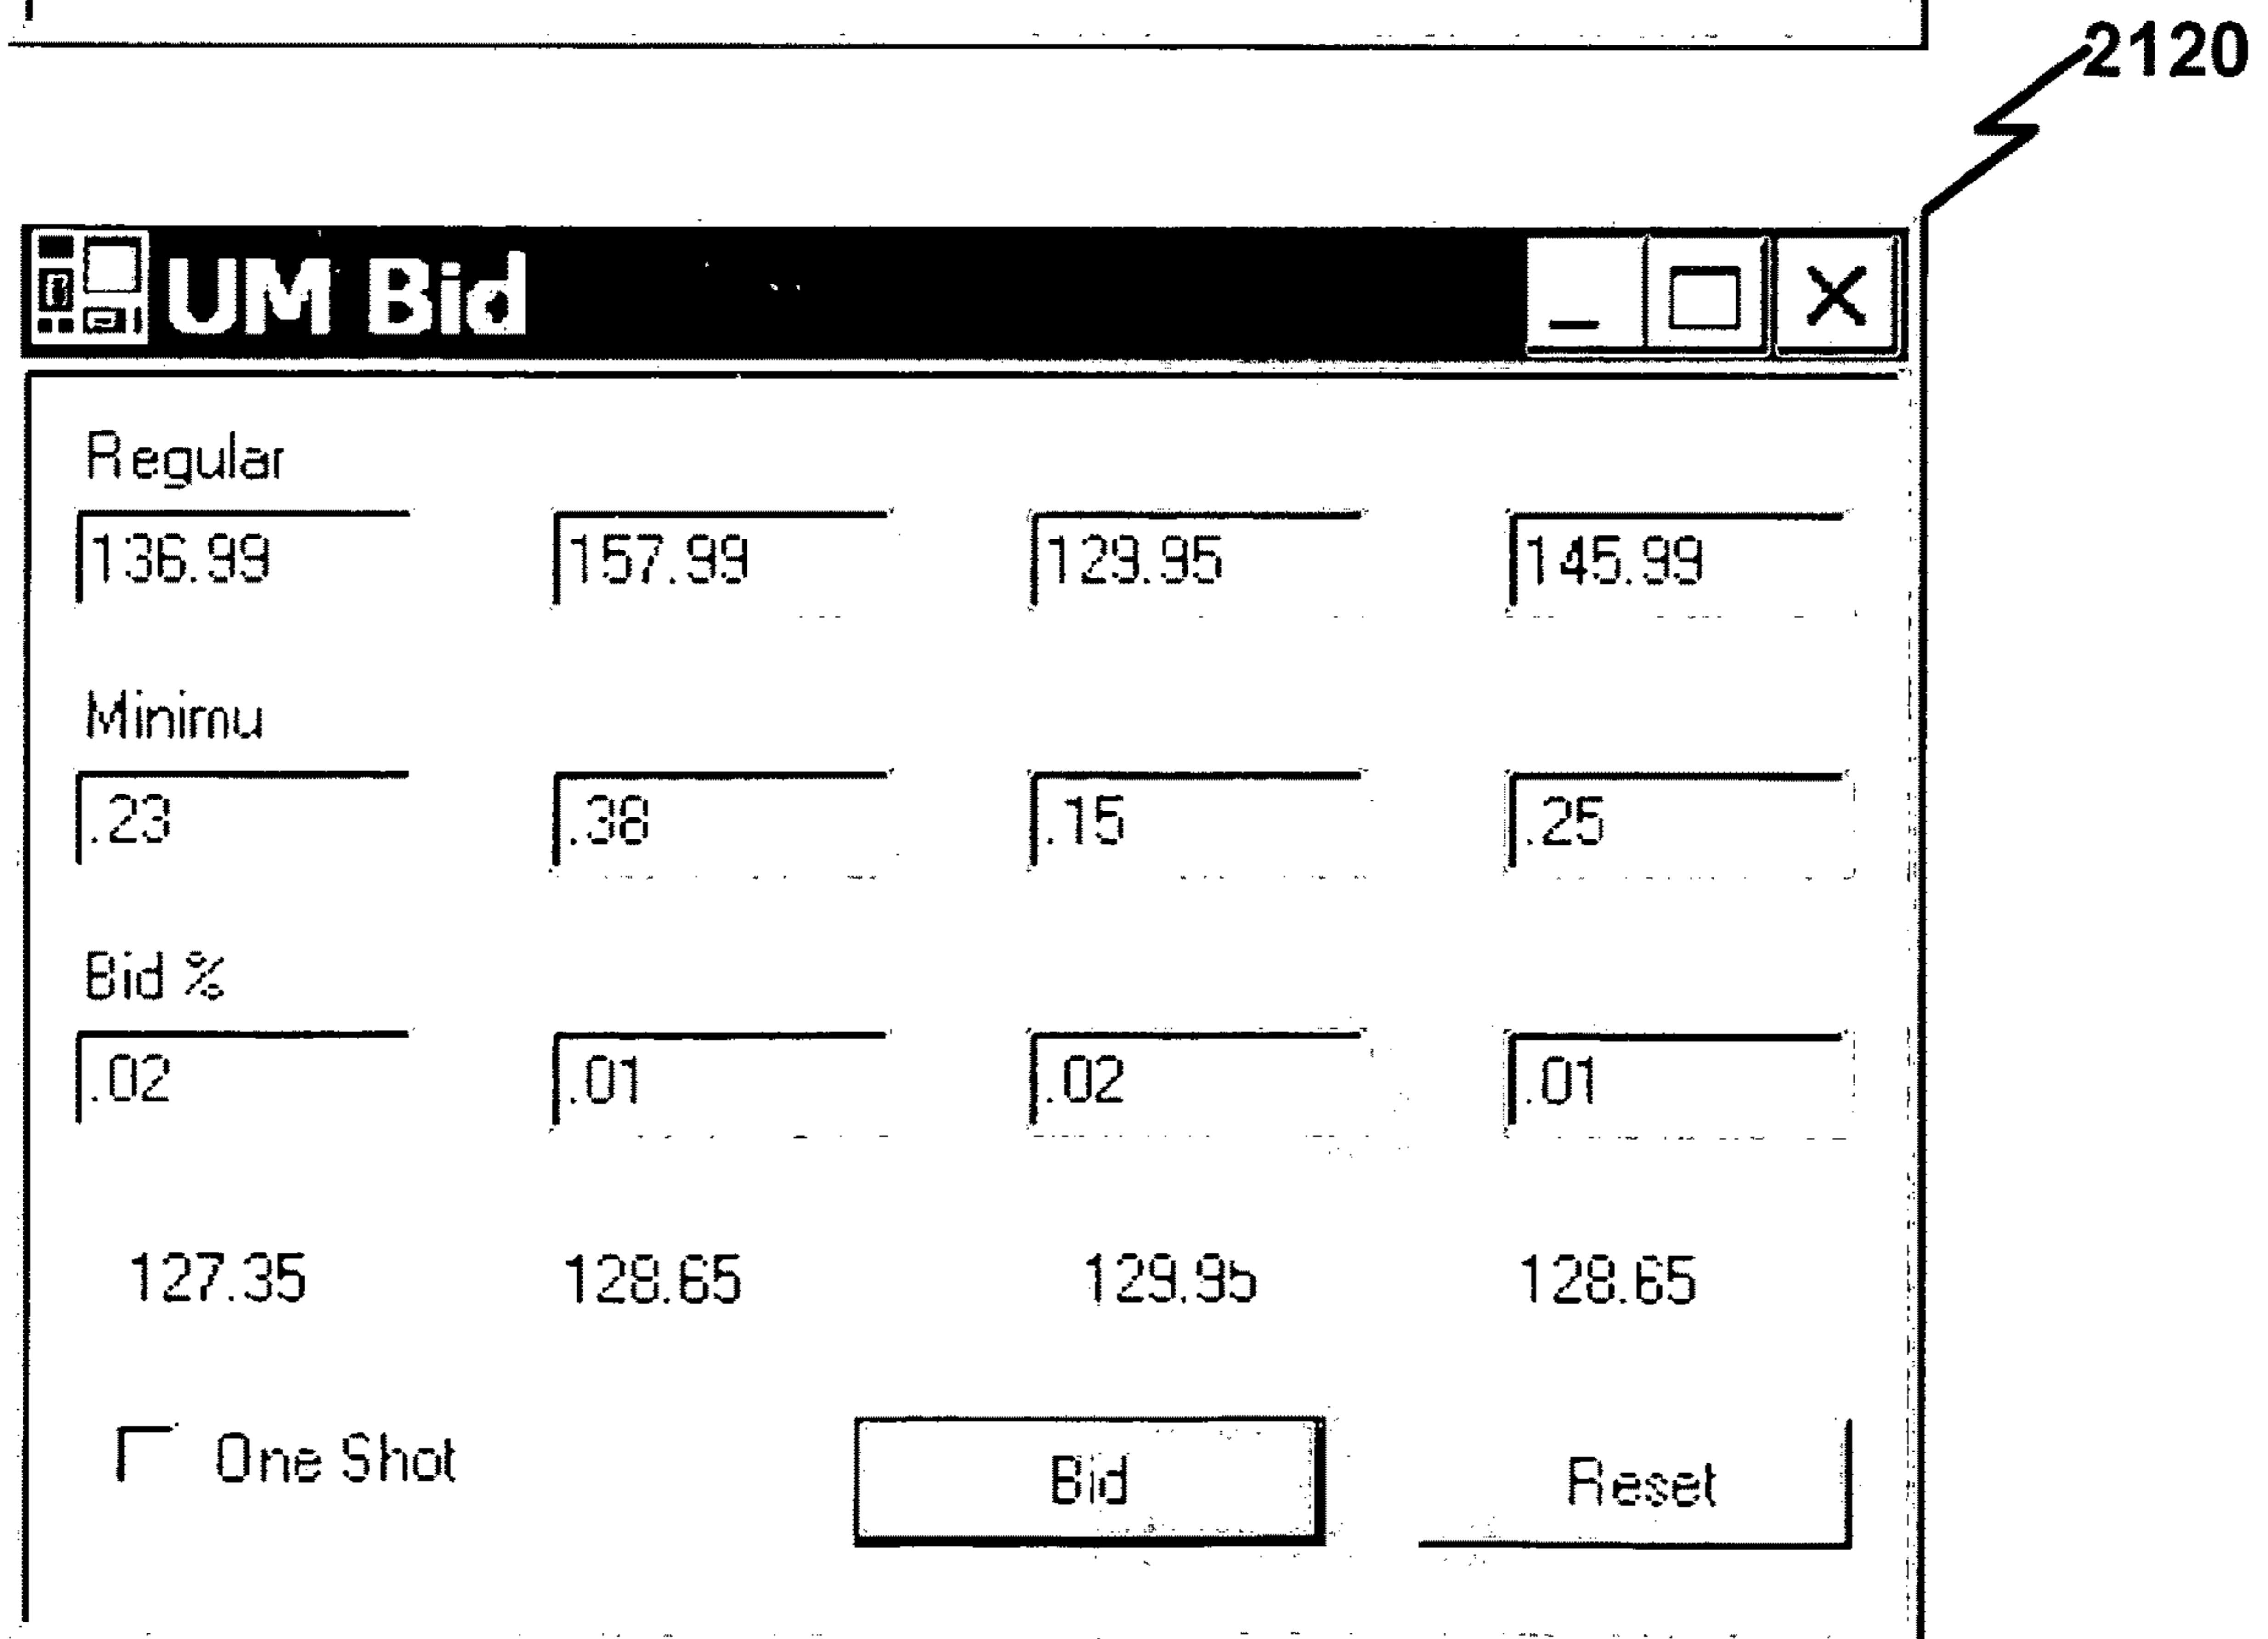 2120
UM Bid
Regular
136.99 157.99 129.95 145.99
Minimu
.23 .38 .15 .25
Bid %
.02 .01 .02 .01
127.35 128.65 129.95 128.65
One Shot Bid Reset